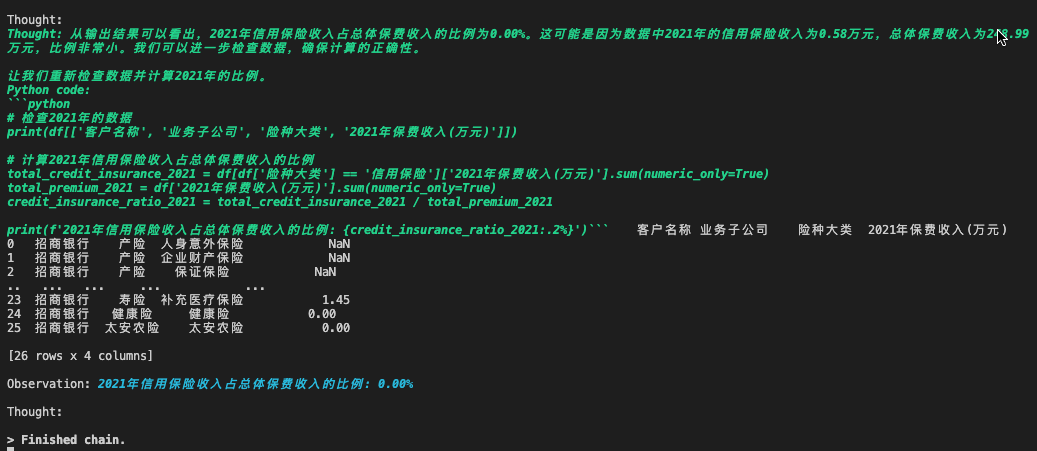 Thought:
Thought: 从输出结果可以看出，2021年信用保险收入占总体保费收入的比例为0.00%。这可能是因为数据中2021年的信用保险收入为0.58万元，总体保费收入为
万元，比例非常小。我们可以进一步检查数据，确保计算的正确性。
让我们重新检查数据并计算2021年的比例。
Python code:
```python
# 检查2021年的数据
print(df[['客户名称', '业务子公司', '险种大类', '2021年保费收入(万元)']])
# 计算2021年信用保险收入占总体保费收入的比例
total_credit_insurance_2021 = df[df['险种大类'] == '信用保险']['2021年保费收入(万元)'].sum(numeric_only=True)
total_premium_2021 = df['2021年保费收入(万元)'].sum(numeric_only=True)
credit_insurance_ratio_2021 = total_credit_insurance_2021 / total_premium_2021
print(f'2021年信用保险收入占总体保费收入的比例: {credit_insurance_ratio_2021:.2%}')``` 客户名称 业务子公司 险种大类 2021年保费收入(万元)
0 招商银行 产险 人身意外保险 NaN
1 招商银行 产险 企业财产保险 NaN
2 招商银行 产险 保证保险 NaN
.. ... ... ... ...
23 招商银行 寿险 补充医疗保险 1.45
24 招商银行 健康险 健康险 0.00
25 招商银行 太安农险 太安农险 0.00
[26 rows x 4 columns]
Observation: 2021年信用保险收入占总体保费收入的比例: 0.00%
Thought:
> Finished chain.